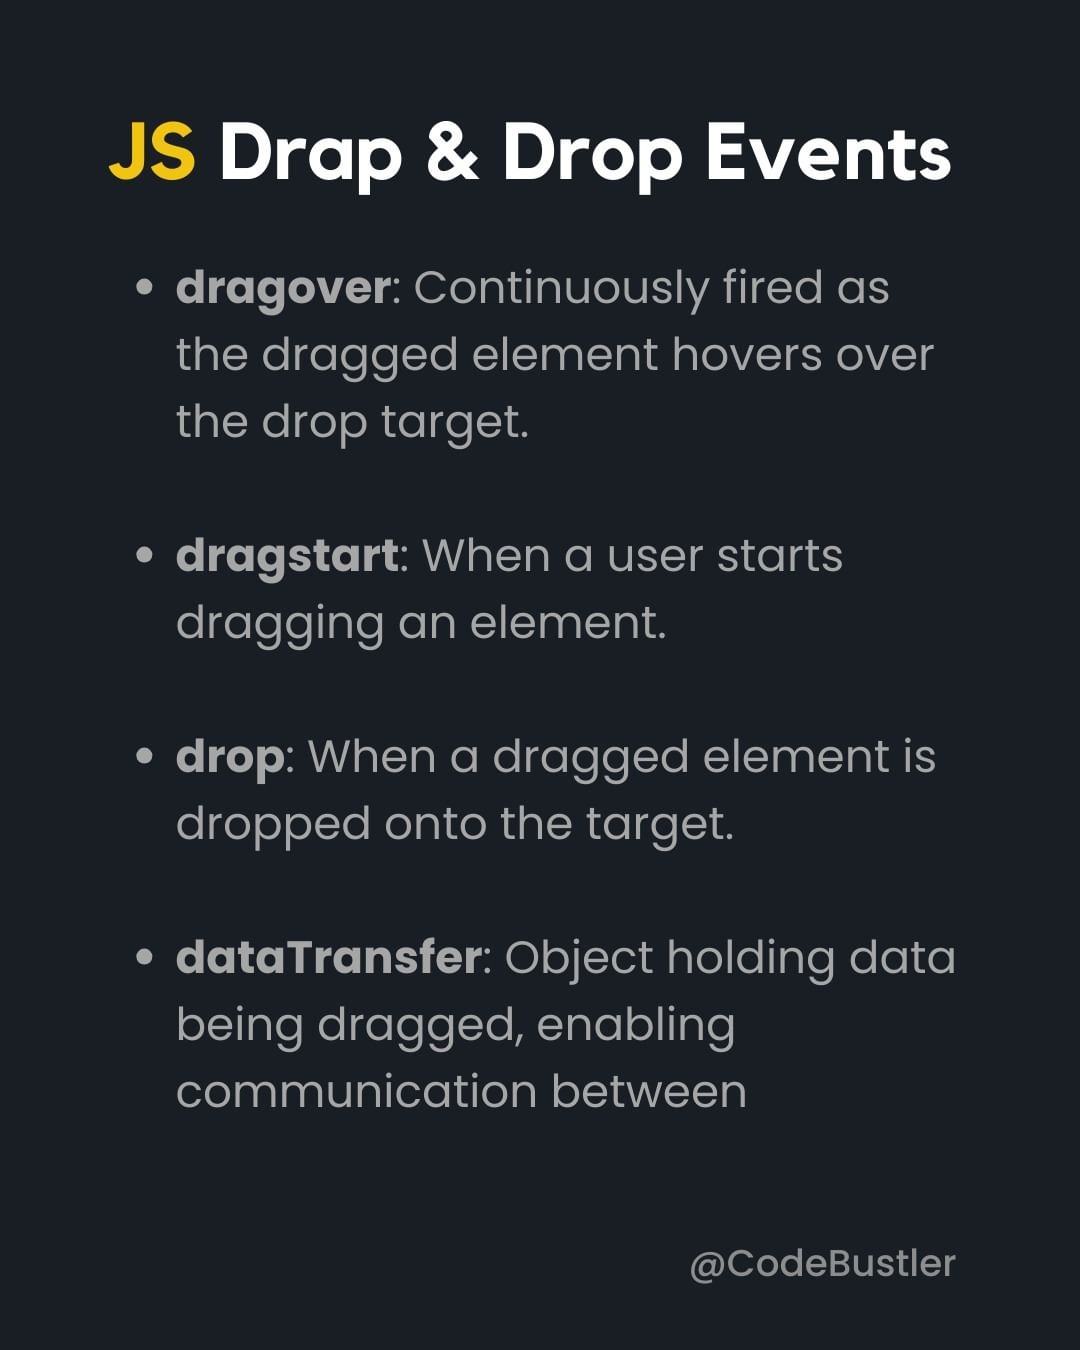 JS Drap & Drop Events
• dragover: Continuously fired as
the dragged element hovers over
the drop target.
• dragstart: When a user starts
dragging an element.
• drop: When a dragged element is
dropped onto the target.
• dataTransfer: Object holding data
being dragged, enabling
communication between
@CodeBustler